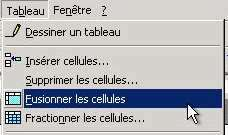 Tableau Fenêtre ?
Dessiner un tableau
Insérer cellules...
Supprimer les cellules...
Fusionner les cellules
Fractionner les cellules...